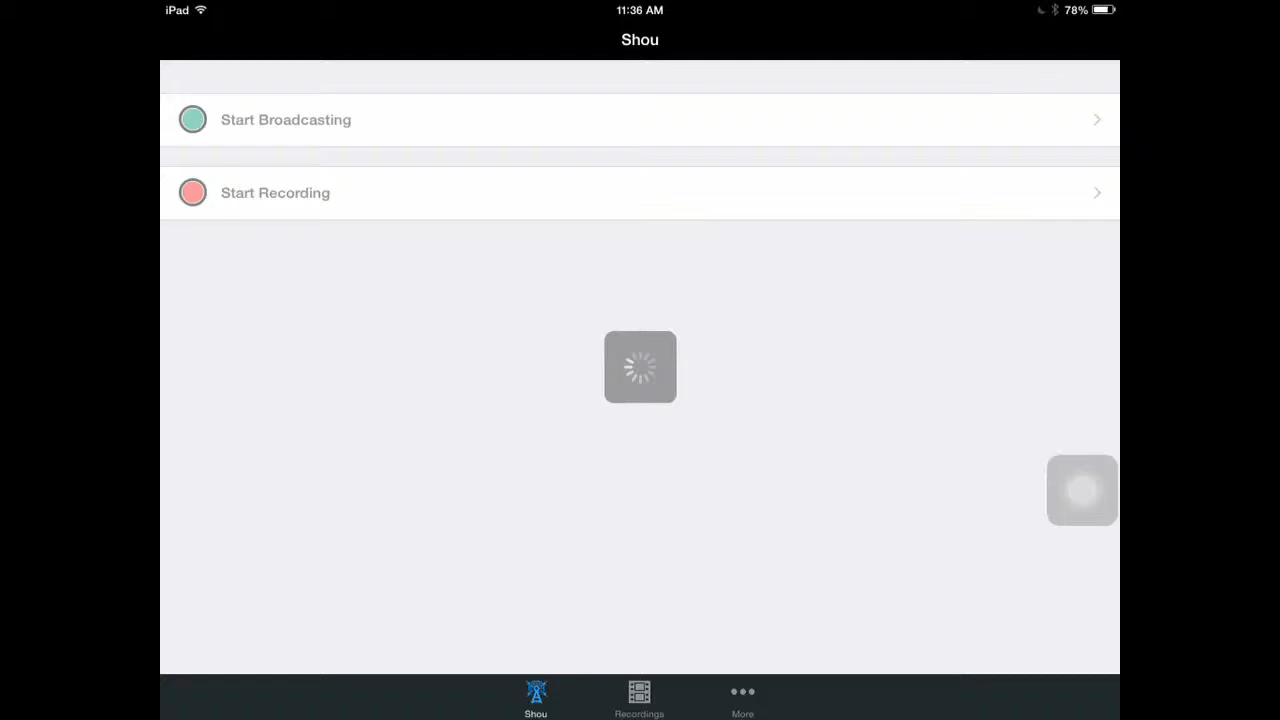 iPad 11:36 AM 78%
Shou
Start Broadcasting
Start Recording
Shou Recordings More